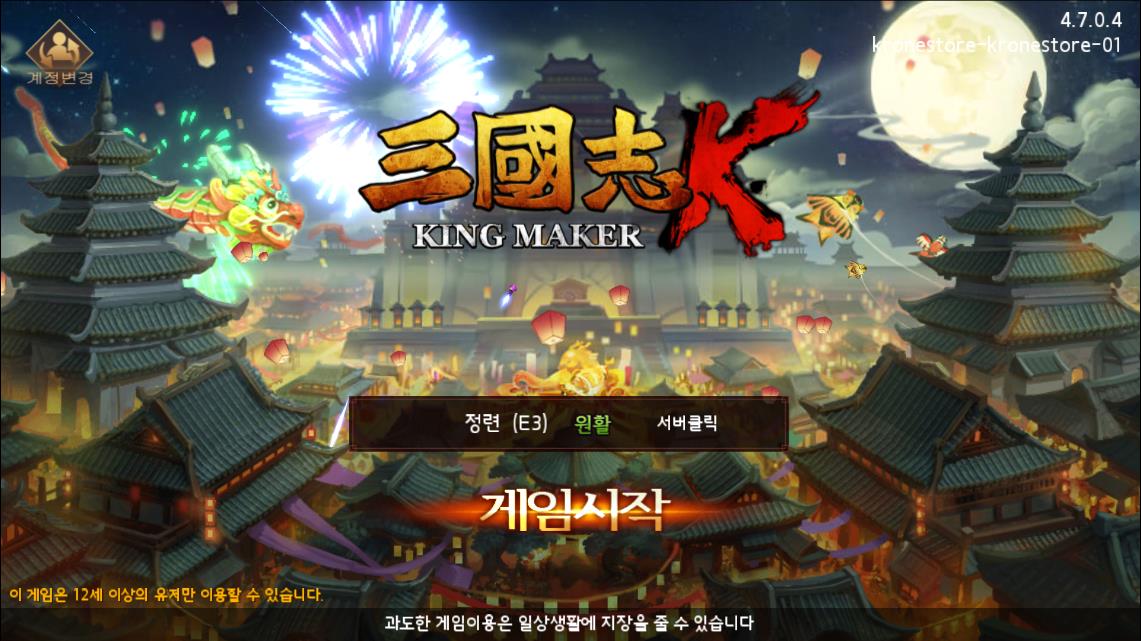 4.7.0.4
kronestore-kronestore-01
계정변경
三國志K
KING MAKER
정련 (E3) 원활 서버클릭
게임시작
이 게임은 12세 이상의 유저만 이용할 수 있습니다.
과도한 게임이용은 일상생활에 지장을 줄 수 있습니다